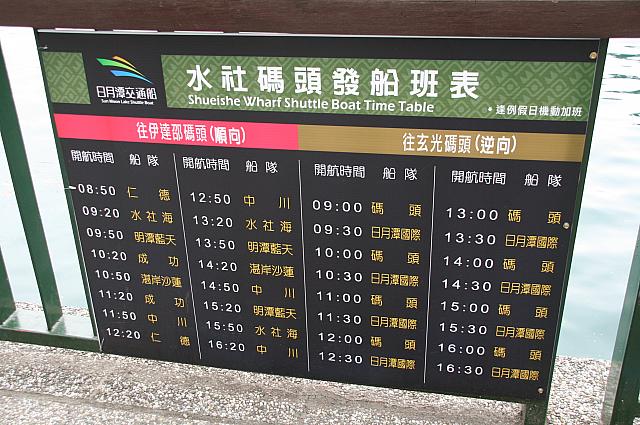 日月潭交通船
Sun Moon Lake Shuttle Boat
水社碼頭發船班表
Shueishe Wharf Shuttle Boat Time Table
•逢例假日機動加班
往伊達邵碼頭(順向)
往玄光碼頭(逆向)
開航時間 船隊
08:50 仁德
09:20 水社海
09:50 明潭藍天
10:20 成功
10:50 湛岸沙蓮
11:20 成功
11:50 中川
12:20 仁德
開航時間 船隊
12:50 中川
13:20 水社海
13:50 明潭藍天
14:20 湛岸沙蓮
14:50 中川
15:20 明潭藍天
15:50 水社海
16:20 中川
開航時間 船隊
09:00 碼頭
09:30 日月潭國際
10:00 碼頭
10:30 日月潭國際
11:00 碼頭
11:30 日月潭國際
12:00 碼頭
12:30 日月潭國際
開航時間 船隊
13:00 碼頭
13:30 日月潭國際
14:00 碼頭
14:30 日月潭國際
15:00 碼頭
15:30 日月潭國際
16:00 碼頭
16:30 日月潭國際